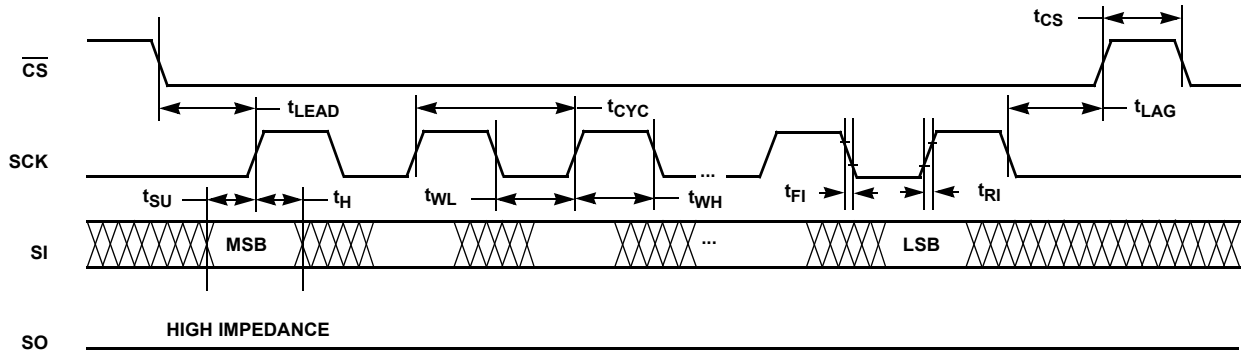 tCS
CS
tLEAD
tCYC
tLAG
SCK
...
tSU
tH
tWL
tWH
tFI
tRI
SI
MSB
...
LSB
HIGH IMPEDANCE
SO